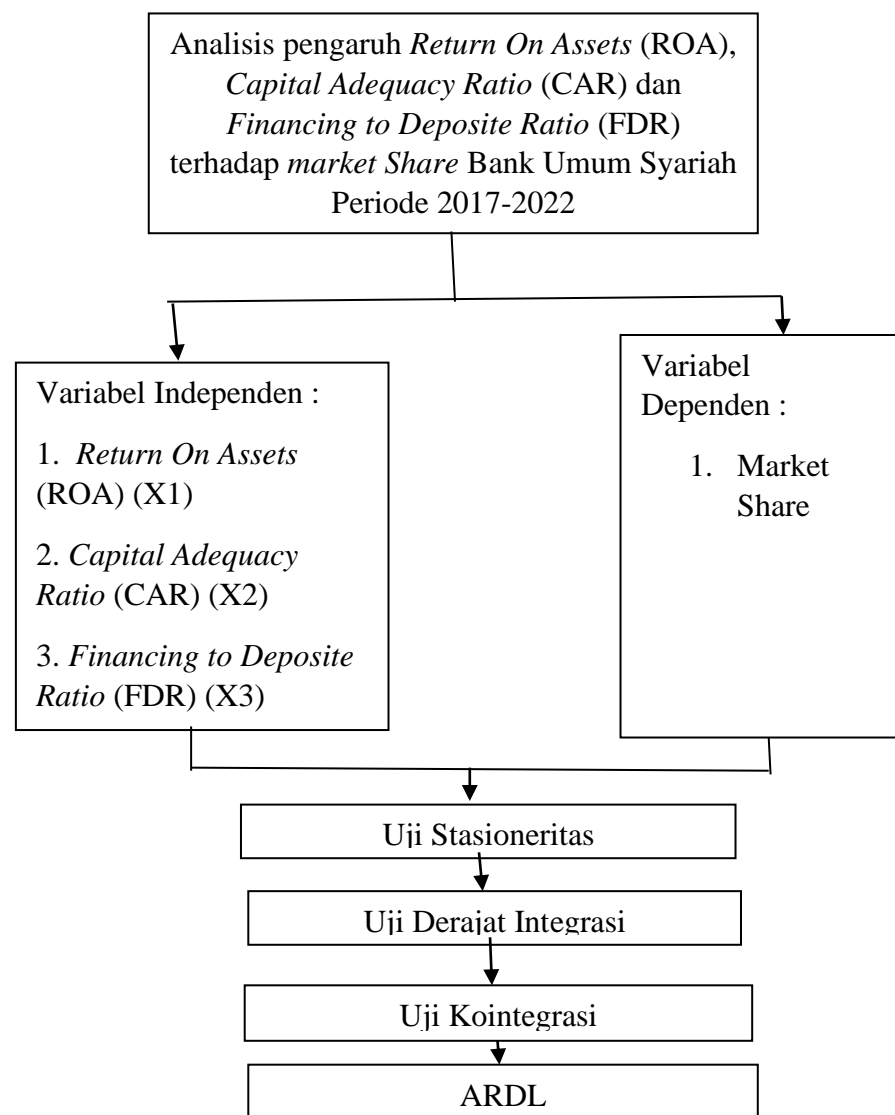 Analisis pengaruh Return On Assets (ROA),
Capital Adequacy Ratio (CAR) dan
Financing to Deposite Ratio (FDR)
terhadap market Share Bank Umum Syariah
Periode 2017-2022
Variabel Independen :
1. Return On Assets
(ROA) (X1)
2. Capital Adequacy
Ratio (CAR) (X2)
3. Financing to Deposite
Ratio (FDR) (X3)
Variabel
Dependen :
1. Market
Share
Uji Stasioneritas
Uji Derajat Integrasi
Uji Kointegrasi
ARDL